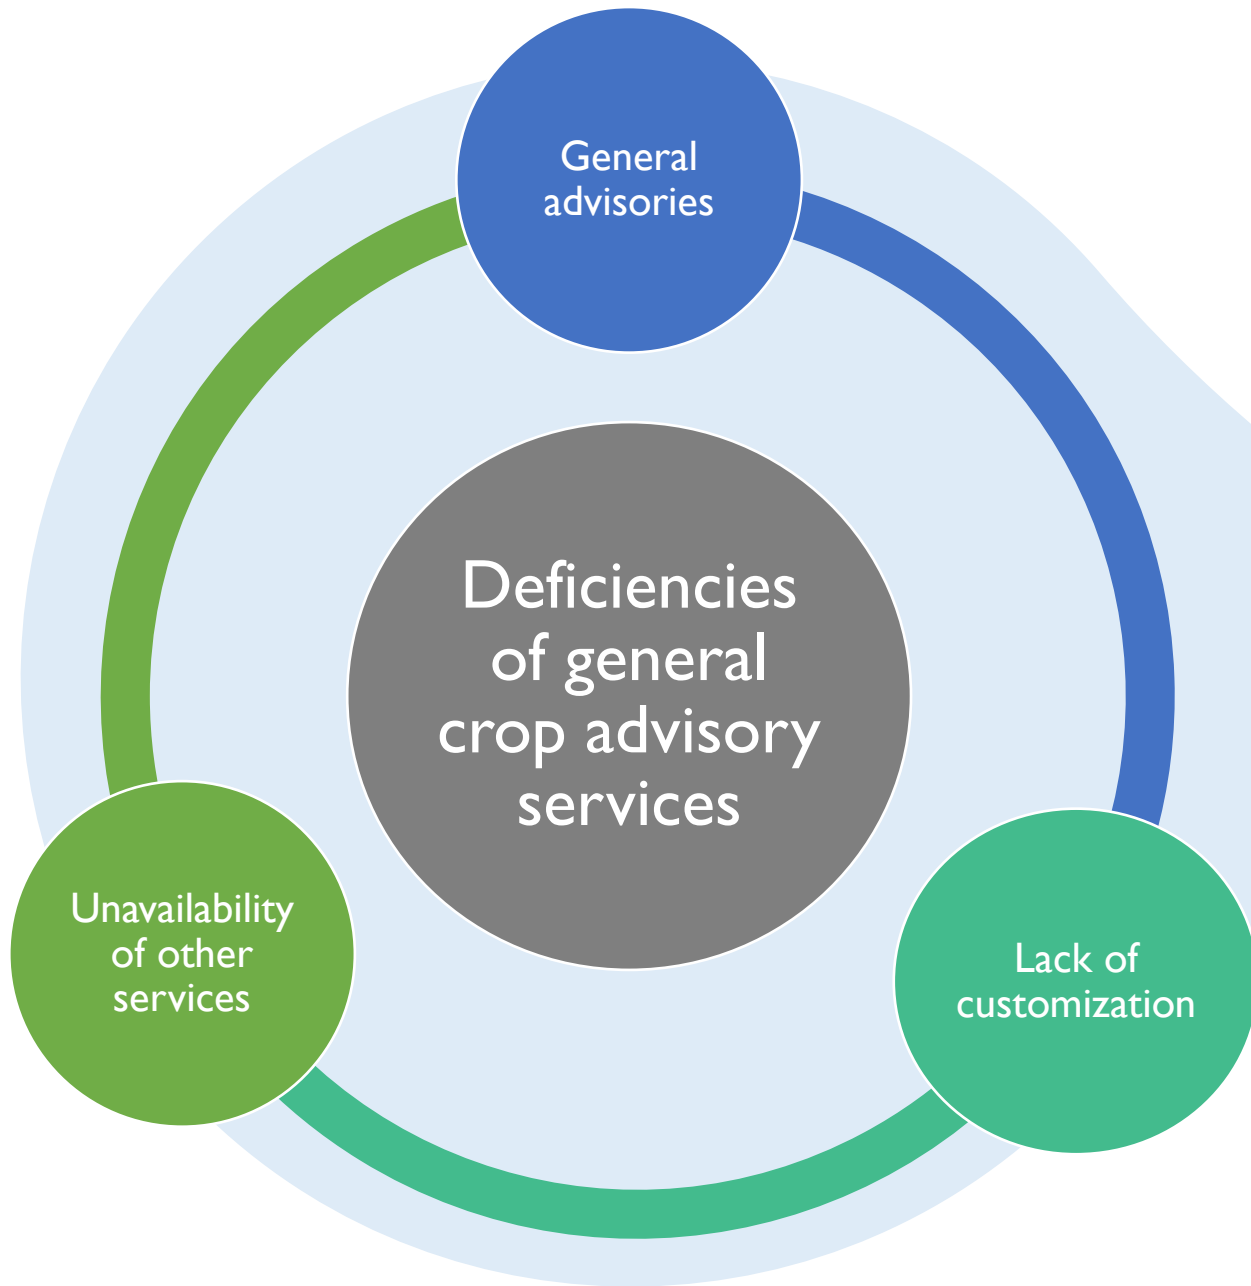 General
advisories
Deficiencies
of general
crop advisory
services
Unavailability
of other
services
Lack of
customization